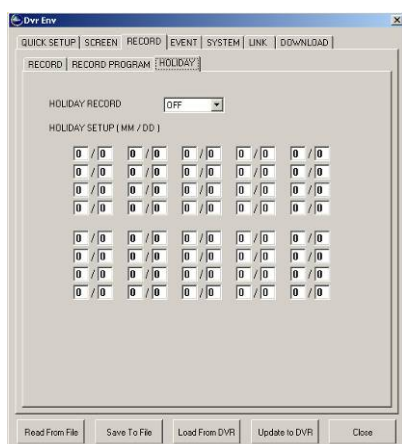 Dvr Env
QUICK SETUP SCREEN RECORD EVENT SYSTEM LINK DOWNLOAD
RECORD RECORD PROGRAM HOLIDAY
HOLIDAY RECORD OFF
HOLIDAY SETUP ( MM / DD )
0 / 0 0 / 0 0 / 0 0 / 0 0 / 0
0 / 0 0 / 0 0 / 0 0 / 0 0 / 0
0 / 0 0 / 0 0 / 0 0 / 0 0 / 0
0 / 0 0 / 0 0 / 0 0 / 0 0 / 0
0 / 0 0 / 0 0 / 0 0 / 0 0 / 0
0 / 0 0 / 0 0 / 0 0 / 0 0 / 0
0 / 0 0 / 0 0 / 0 0 / 0 0 / 0
0 / 0 0 / 0 0 / 0 0 / 0 0 / 0
Read From File Save To File Load From DVR Update to DVR Close